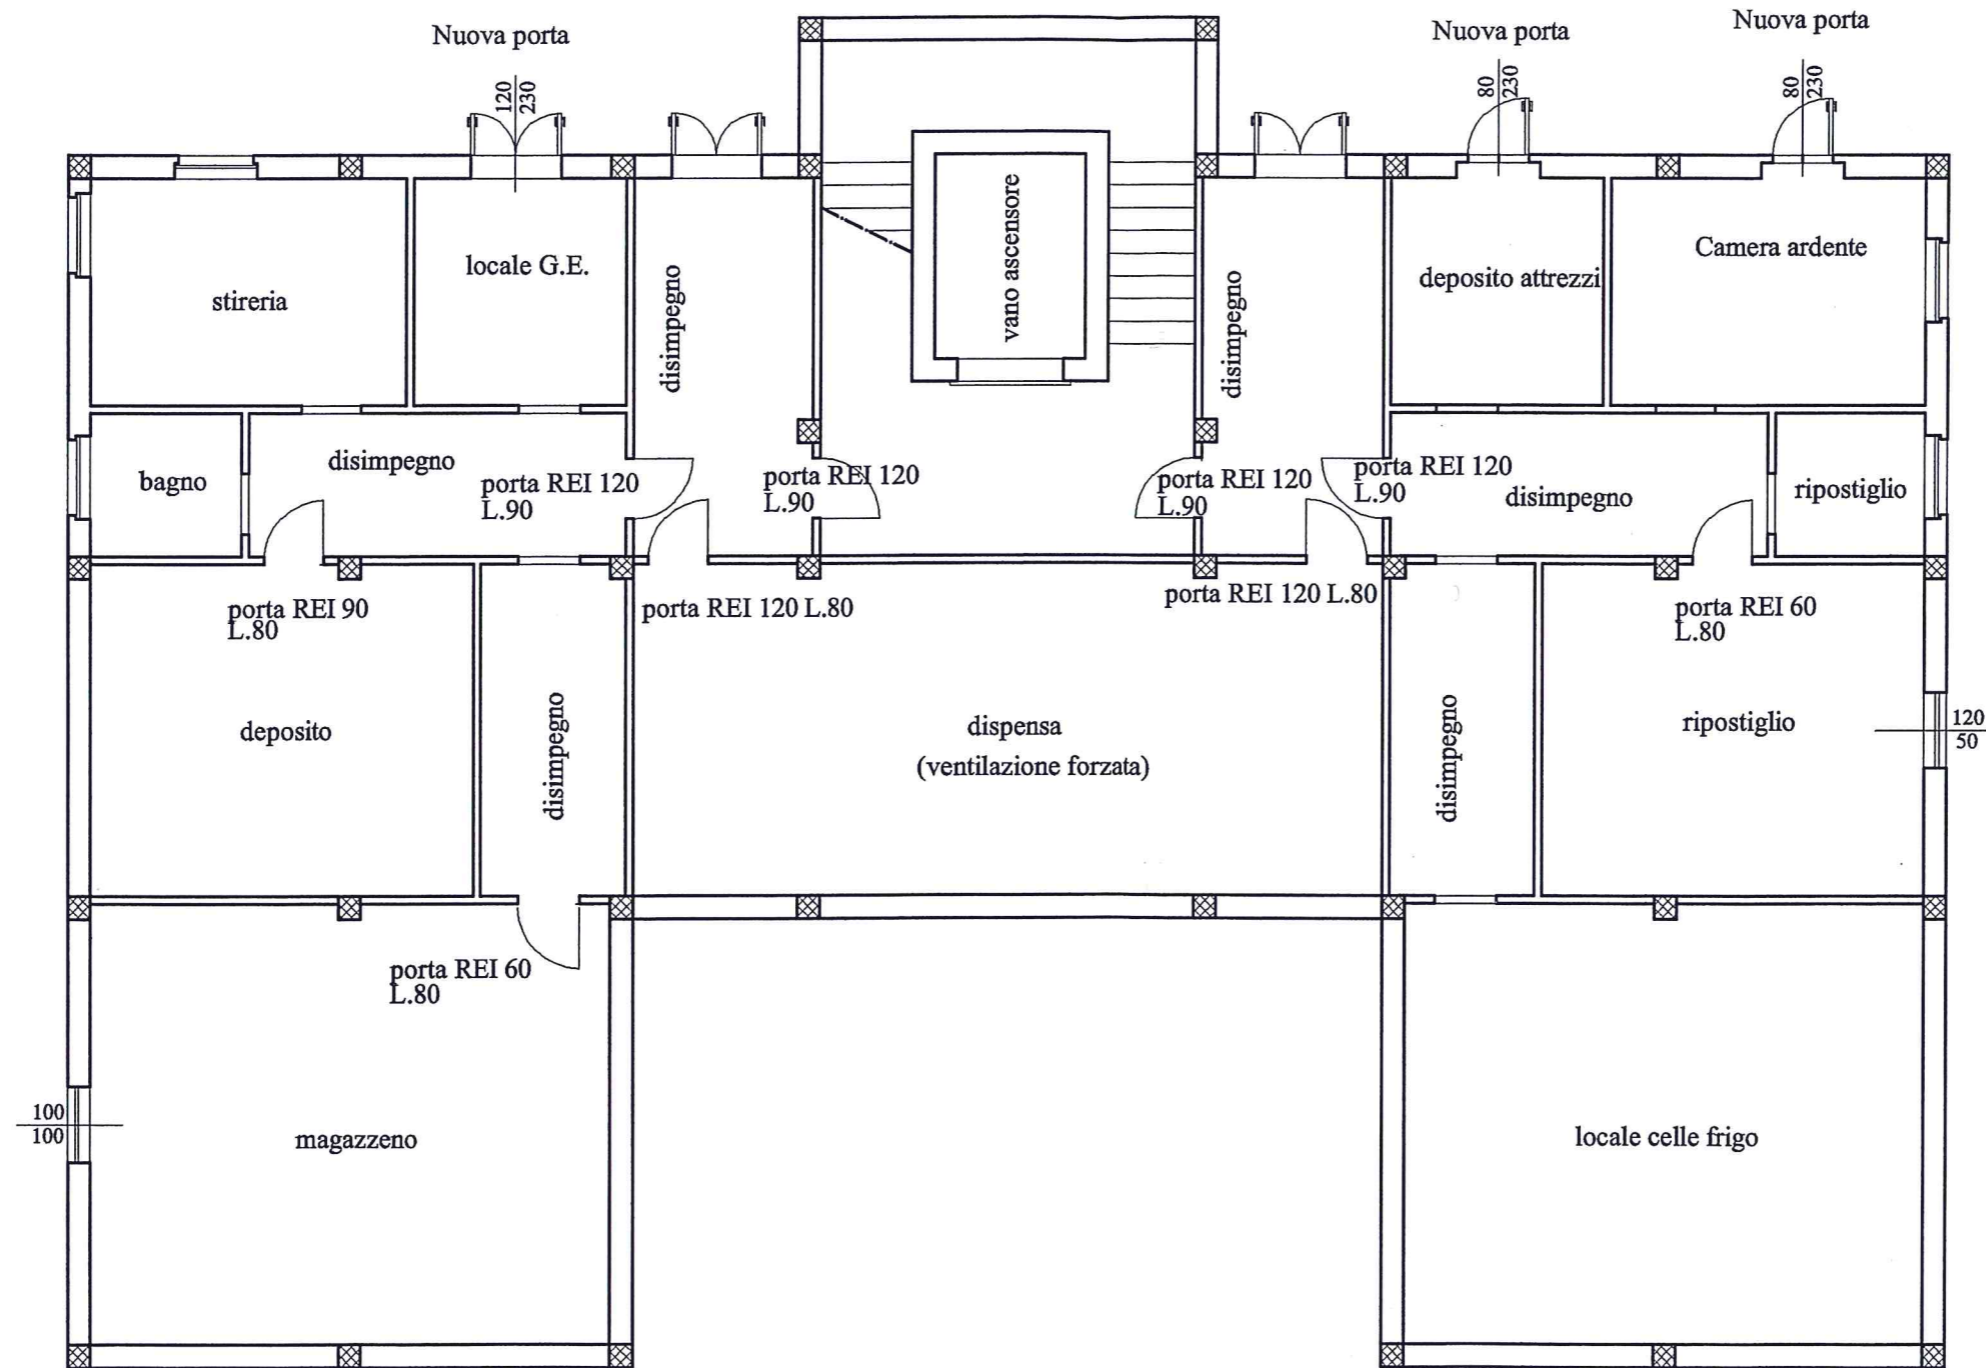 Nuova porta
Nuova porta
Nuova porta
120
230
80
230
80
230
stireria
locale G.E.
disimpegno
vano ascensore
disimpegno
deposito attrezzi
Camera ardente
bagno
disimpegno
porta REI 120
L.90
porta REI 120
L.90
porta REI 120
L.90
porta REI 120
L.90
disimpegno
ripostiglio
porta REI 90
L.80
porta REI 120 L.80
porta REI 120 L.80
porta REI 60
L.80
deposito
disimpegno
dispensa
(ventilazione forzata)
disimpegno
ripostiglio
120
50
porta REI 60
L.80
100
100
magazzeno
locale celle frigo